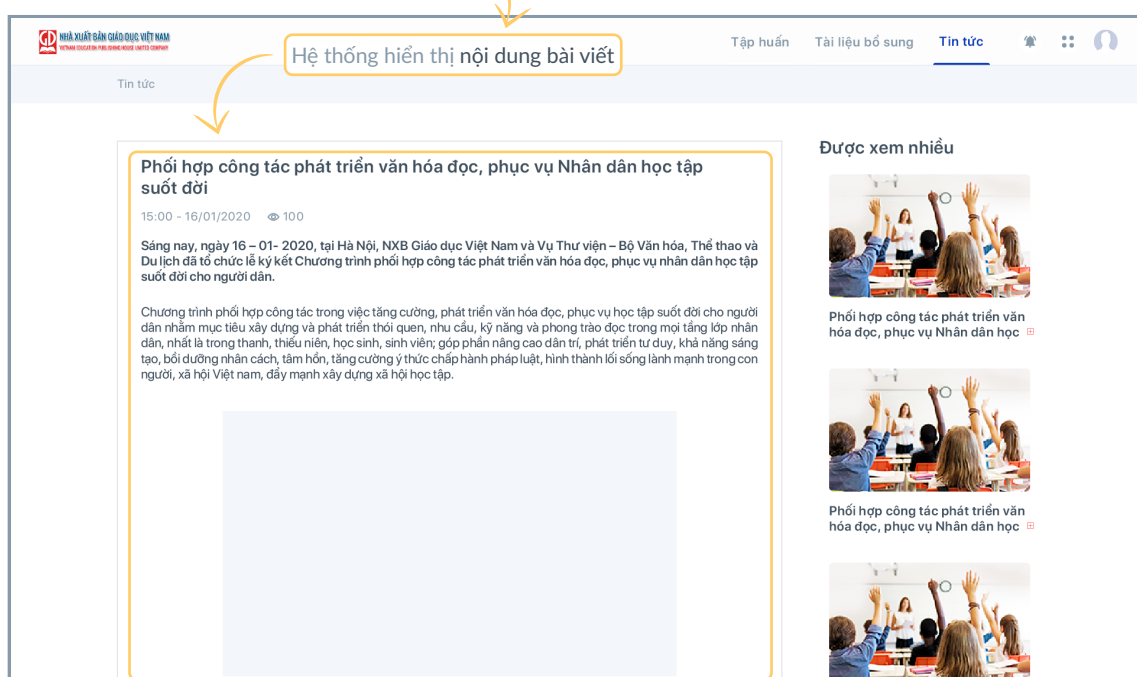 NHÀ XUẤT BẢN GIÁO DỤC VIỆT NAM
VIETNAM EDUCATION PUBLISHING HOUSE LIMITED COMPANY
Hệ thống hiển thị nội dung bài viết
Tập huấn
Tài liệu bổ sung
Tin tức
Tin tức
Phối hợp công tác phát triển văn hóa đọc, phục vụ Nhân dân học tập
suốt đời
15:00 - 16/01/2020 100
Sáng nay, ngày 16 – 01- 2020, tại Hà Nội, NXB Giáo dục Việt Nam và Vụ Thư viện – Bộ Văn hóa, Thể thao và
Du lịch đã tổ chức lễ ký kết Chương trình phối hợp công tác phát triển văn hóa đọc, phục vụ nhân dân học tập
suốt đời cho người dân.
Chương trình phối hợp công tác trong việc tăng cường, phát triển văn hóa đọc, phục vụ học tập suốt đời cho người
dân nhằm mục tiêu xây dựng và phát triển thói quen, nhu cầu, kỹ năng và phong trào đọc trong mọi tầng lớp nhân
dân, nhất là trong thanh, thiếu niên, học sinh, sinh viên; góp phần nâng cao dân trí, phát triển tư duy, khả năng sáng
tạo, bồi dưỡng nhân cách, tâm hồn, tăng cường ý thức chấp hành pháp luật, hình thành lối sống lành mạnh trong con
người, xã hội Việt nam, đẩy mạnh xây dựng xã hội học tập.
Được xem nhiều
Phối hợp công tác phát triển văn
hóa đọc, phục vụ Nhân dân học
Phối hợp công tác phát triển văn
hóa đọc, phục vụ Nhân dân học